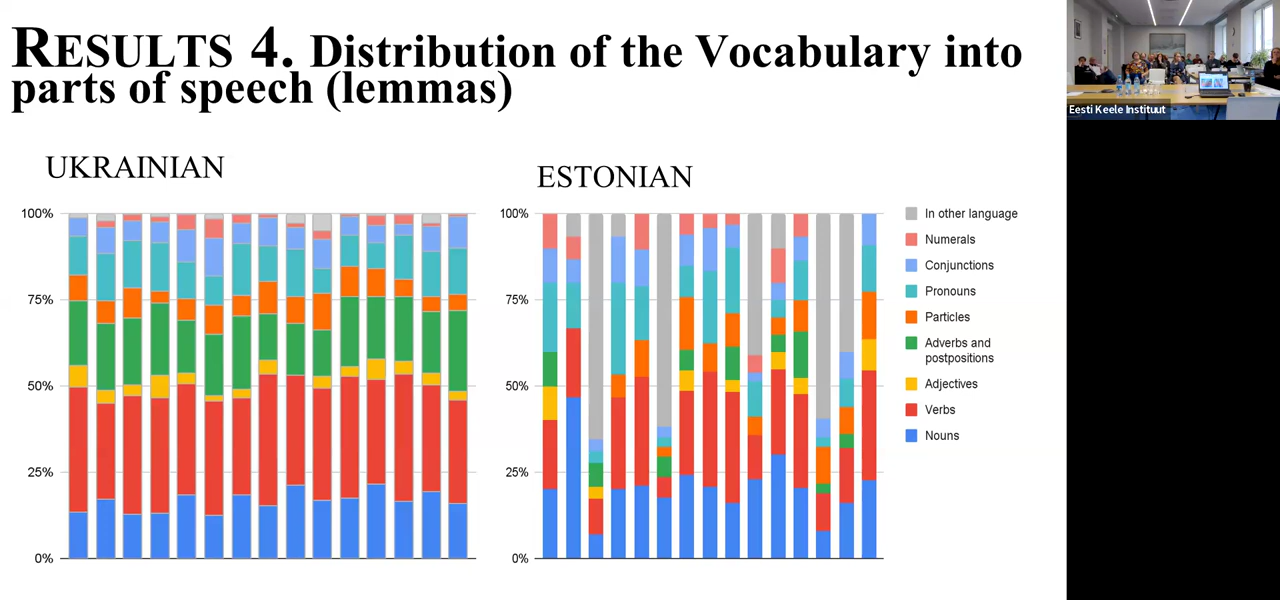 RESULTS 4. Distribution of the Vocabulary into
parts of speech (lemmas)
Eesti Keele Instituut
UKRAINIAN
100%
75%
50%
25%
0%
ESTONIAN
100%
75%
50%
25%
0%
In other language
Numerals
Conjunctions
Pronouns
Particles
Adverbs and
postpositions
Adjectives
Verbs
Nouns